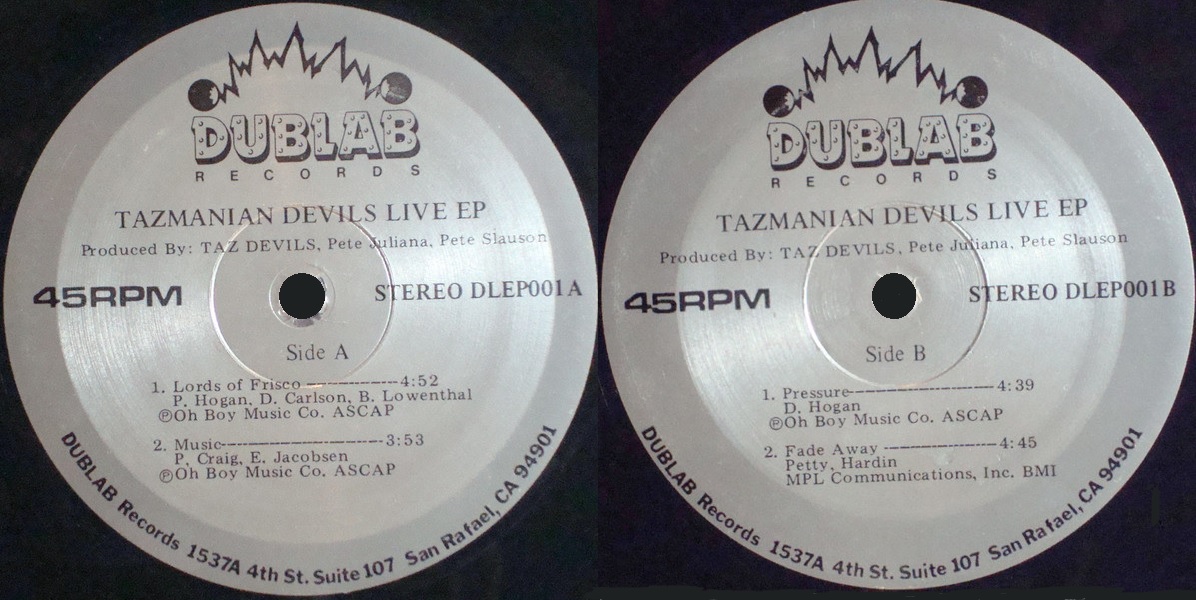 DUBLAB
RECORDS
TAZMANIAN DEVILS LIVE EP
Produced By: TAZ DEVILS, Pete Juliana, Pete Slauson
45RPM
STEREO DLEP001A
Side A
1. Lords of Frisco----------4:52
P. Hogan, D. Carlson, B. Lowenthal
ⓅOh Boy Music Co. ASCAP
2. Music----------------3:53
P. Craig, E. Jacobsen
ⓅOh Boy Music Co. ASCAP
DUBLAB Records 1537A 4th St. Suite 107 San Rafael, CA 94901
DUBLAB
RECORDS
TAZMANIAN DEVILS LIVE EP
Produced By: TAZ DEVILS, Pete Juliana, Pete Slauson
45RPM
STEREO DLEP001B
Side B
1. Pressure---------------4:39
D. Hogan
ⓅOh Boy Music Co. ASCAP
2. Fade Away------------4:45
Petty, Hardin
MPL Communications, Inc. BMI
DUBLAB Records 1537A 4th St. Suite 107 San Rafael, CA 94901